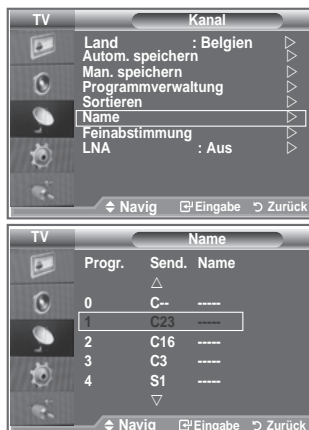 TV Kanal
Land : Belgien ▷
Autom. speichern ▷
Man. speichern ▷
Programmverwaltung ▷
Sortieren ▷
Name ▷
Feinabstimmung ▷
LNA : Aus ▷
Navig Eingabe Zurück
TV Name
Progr. Send. Name
△
0 C-- -----
1 C23 -----
2 C16 -----
3 C3 -----
4 S1 -----
▽
Navig Eingabe Zurück